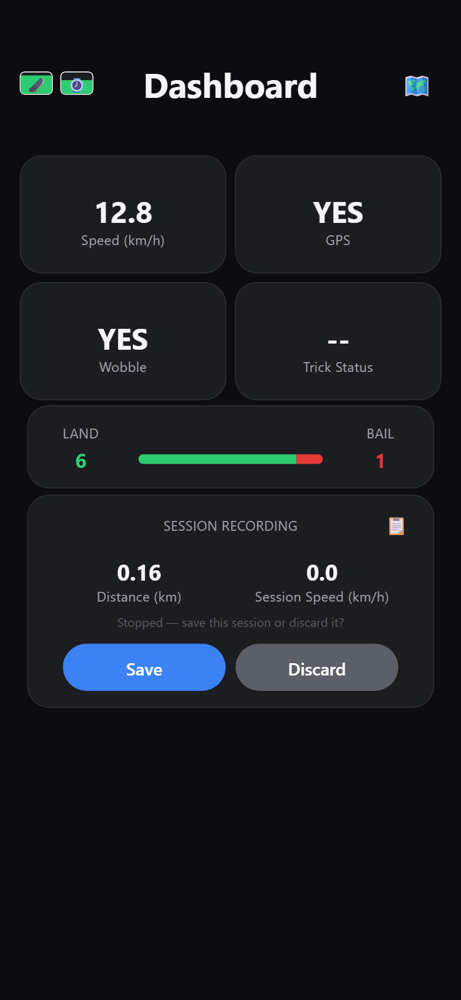 Dashboard
12.8
Speed (km/h)
YES
GPS
YES
Wobble
--
Trick Status
LAND
BAIL
6
1
SESSION RECORDING
0.16
0.0
Distance (km)
Session Speed (km/h)
Stopped — save this session or discard it?
Save
Discard